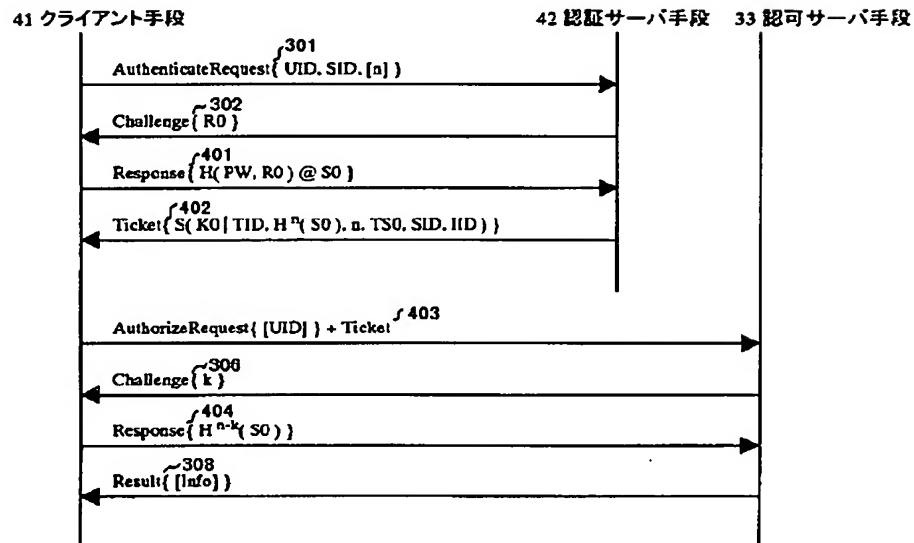 41 クライアント手段
42 認証サーバ手段
33 認可サーバ手段
301
AuthenticateRequest{ UID. SID. [n] }
302
Challenge{ R0 }
401
Response{ H( PW, R0 ) @ S0 }
402
Ticket{ S( K0 | TID. H^n( S0 ), n. TS0, SID. IID ) }
403
AuthorizeRequest{ [UID] } + Ticket
306
Challenge{ k }
404
Response{ H^n-k( S0 ) }
308
Result{ [Info] }